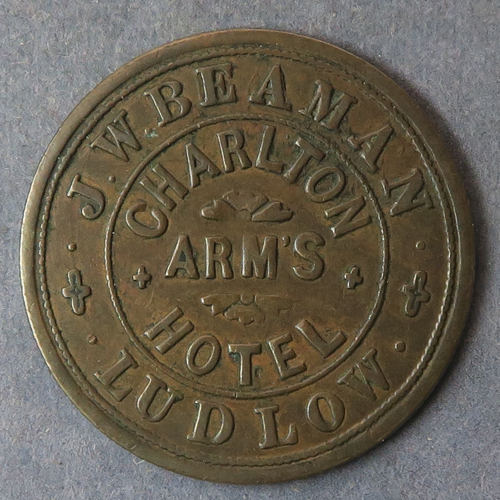 J. W. BEAMAN
CHARLTON
ARM'S
HOTEL
LUDLOW